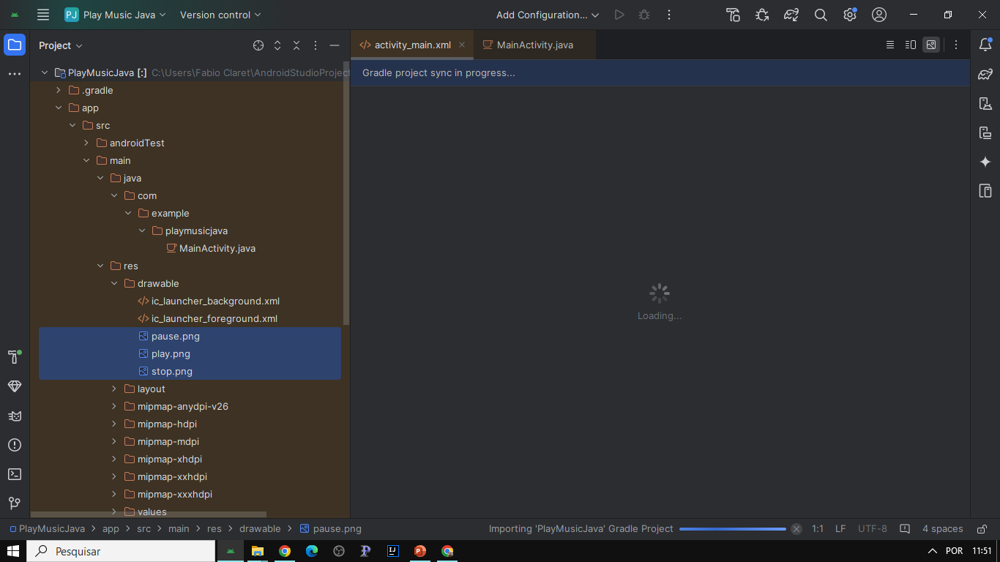 PJ Play Music Java Version control Add Configuration...
Project
activity_main.xml MainActivity.java
PlayMusicJava [:] C:\Users\Fabio Claret\AndroidStudioProject
Gradle project sync in progress...
.gradle
app
src
androidTest
main
java
com
example
playmusicjava
MainActivity.java
res
drawable
ic_launcher_background.xml
ic_launcher_foreground.xml
pause.png
play.png
stop.png
layout
mipmap-anydpi-v26
mipmap-hdpi
mipmap-mdpi
mipmap-xhdpi
mipmap-xxhdpi
mipmap-xxxhdpi
values
Loading...
PlayMusicJava > app > src > main > res > drawable > pause.png Importing 'PlayMusicJava' Gradle Project 1:1 LF UTF-8 4 spaces
Pesquisar IJ POR 11:51